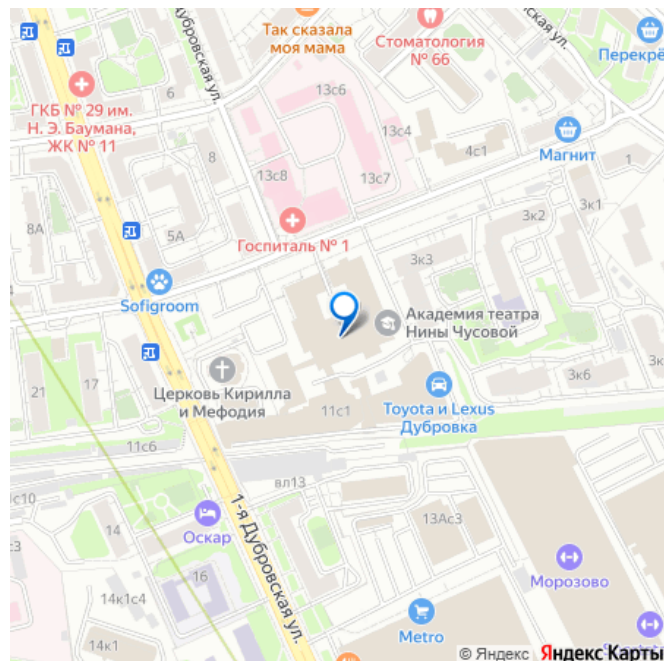 Так сказала
моя мама
Стоматология
№ 66
Перекрё
Дубровская ул.
ская ул.
6
13с6
ГКБ № 29 им.
Н. Э. Баумана,
ЖК № 11
13с4
4с1
Магнит
8
13с8
13с7
1
3к1
8А
5А
Госпиталь № 1
3к2
3к3
Sofigroom
Академия театра
Нины Чусовой
21
17
Церковь Кирилла
и Мефодия
3к6
11с1
Toyota и Lexus
Дубровка
11с6
вл13
с10
1-я Дубровская ул.
Оскар
14
13Ас3
с3
16
Морозово
14к1с4
Metro
14к1
© Яндекс Яндекс Карты